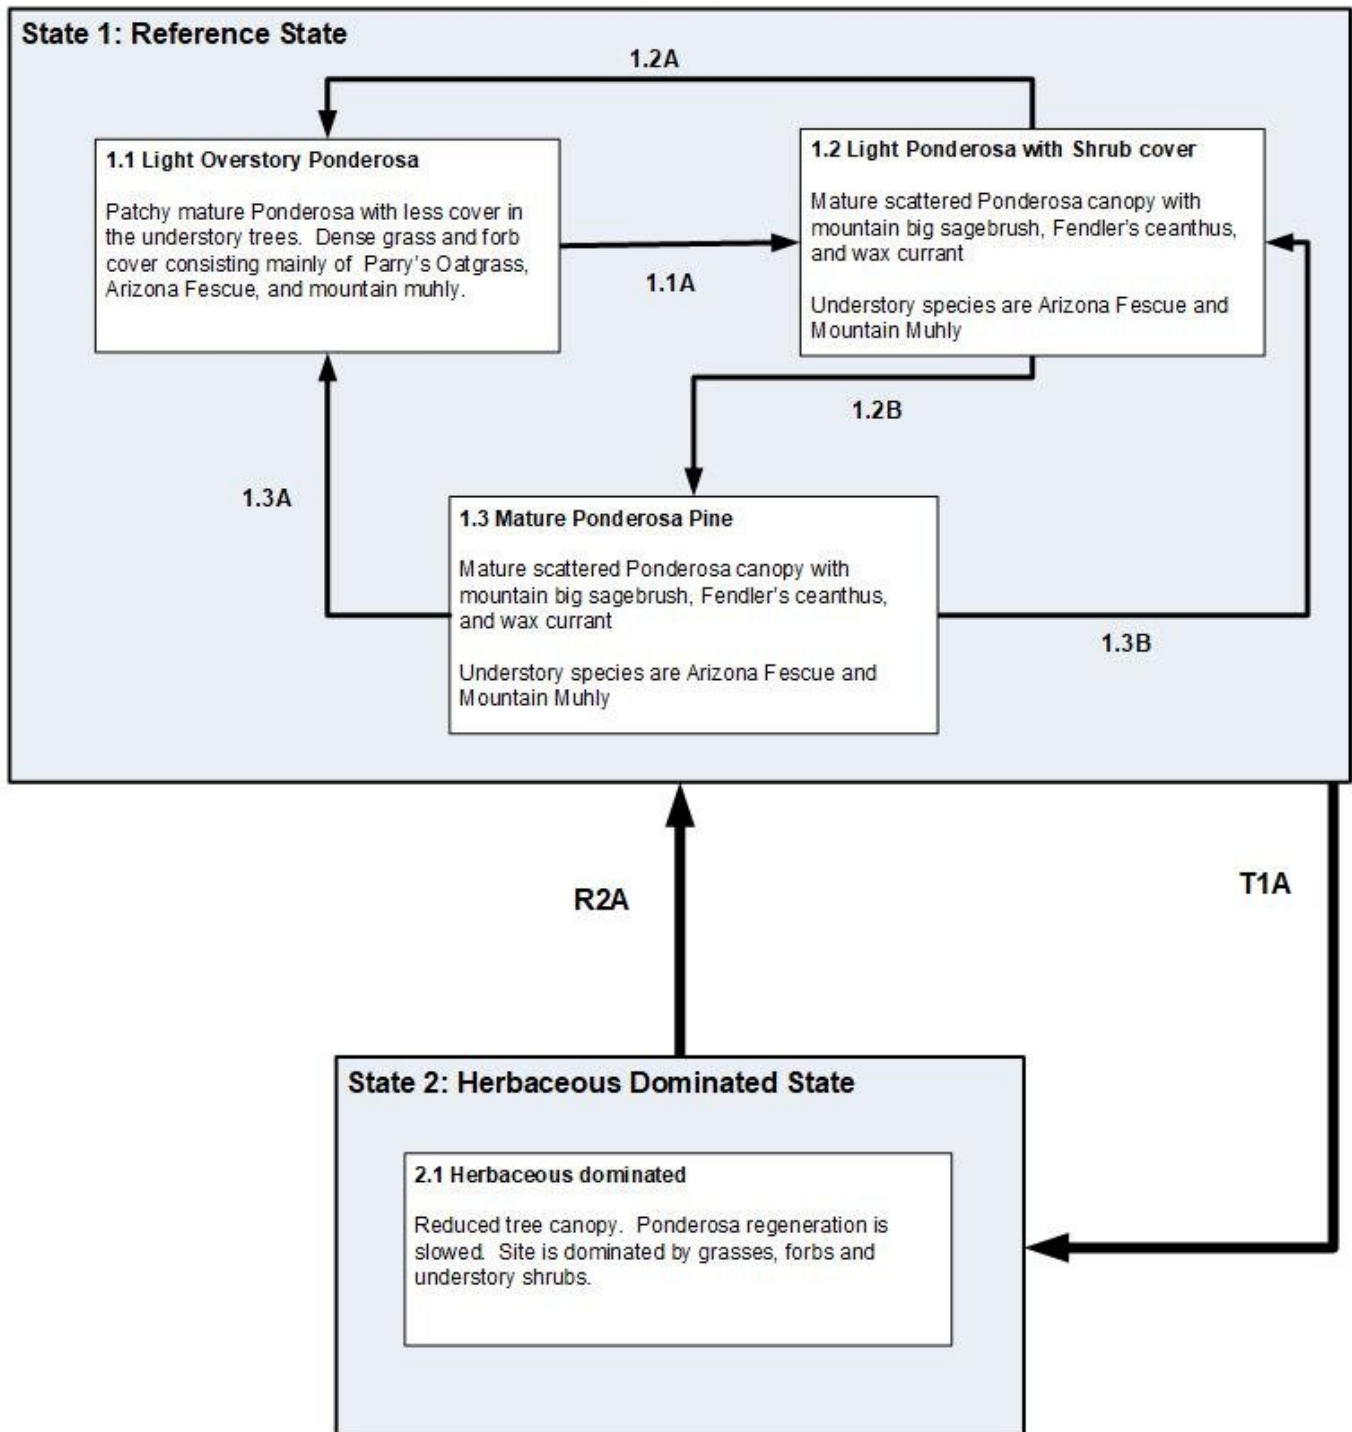 State 1: Reference State
1.2A
1.1 Light Overstory Ponderosa
Patchy mature Ponderosa with less cover in
the understory trees.  Dense grass and forb
cover consisting mainly of  Parry's Oatgrass,
Arizona Fescue, and mountain muhly.
1.1A
1.2 Light Ponderosa with Shrub cover
Mature scattered Ponderosa canopy with
mountain big sagebrush, Fendler's ceanthus,
and wax currant
Understory species are Arizona Fescue and
Mountain Muhly
1.2B
1.3A
1.3 Mature Ponderosa Pine
Mature scattered Ponderosa canopy with
mountain big sagebrush, Fendler's ceanthus,
and wax currant
Understory species are Arizona Fescue and
Mountain Muhly
1.3B
R2A
T1A
State 2: Herbaceous Dominated State
2.1 Herbaceous dominated
Reduced tree canopy.  Ponderosa regeneration is
slowed.  Site is dominated by grasses, forbs and
understory shrubs.